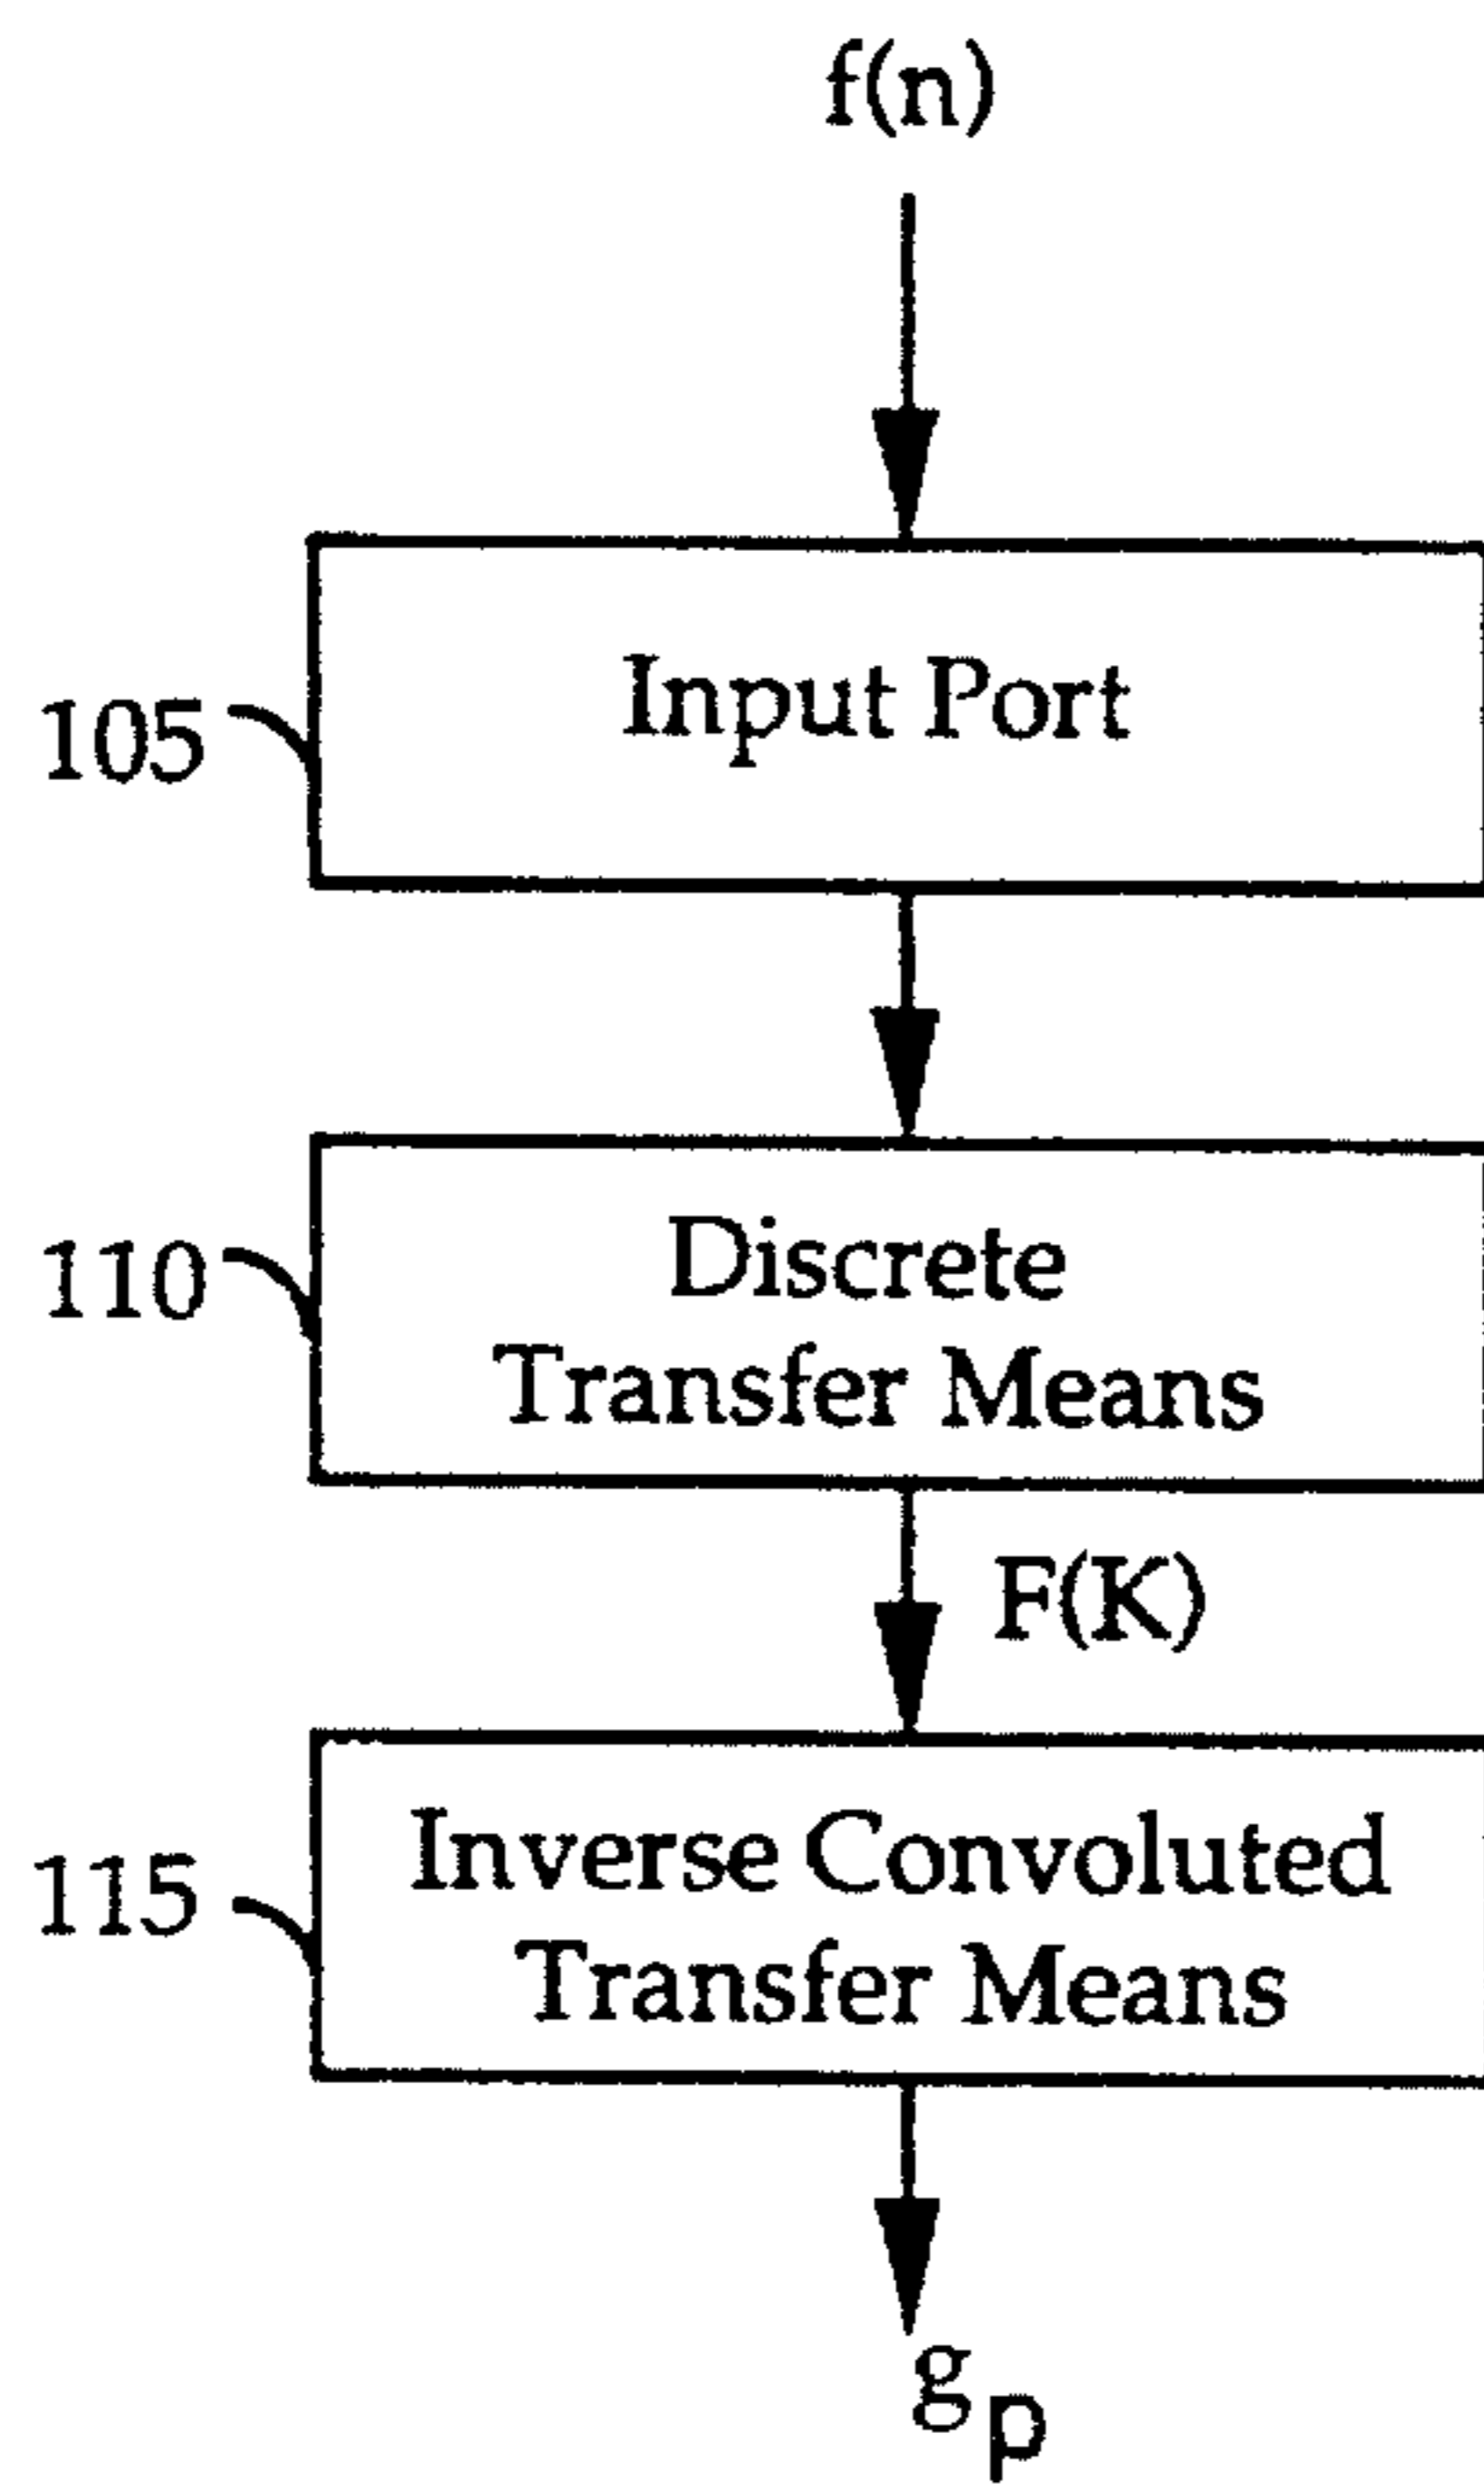 f(n)
Input Port
105
Discrete
Transfer Means
110
F(K)
Inverse Convoluted
Transfer Means
115
gp